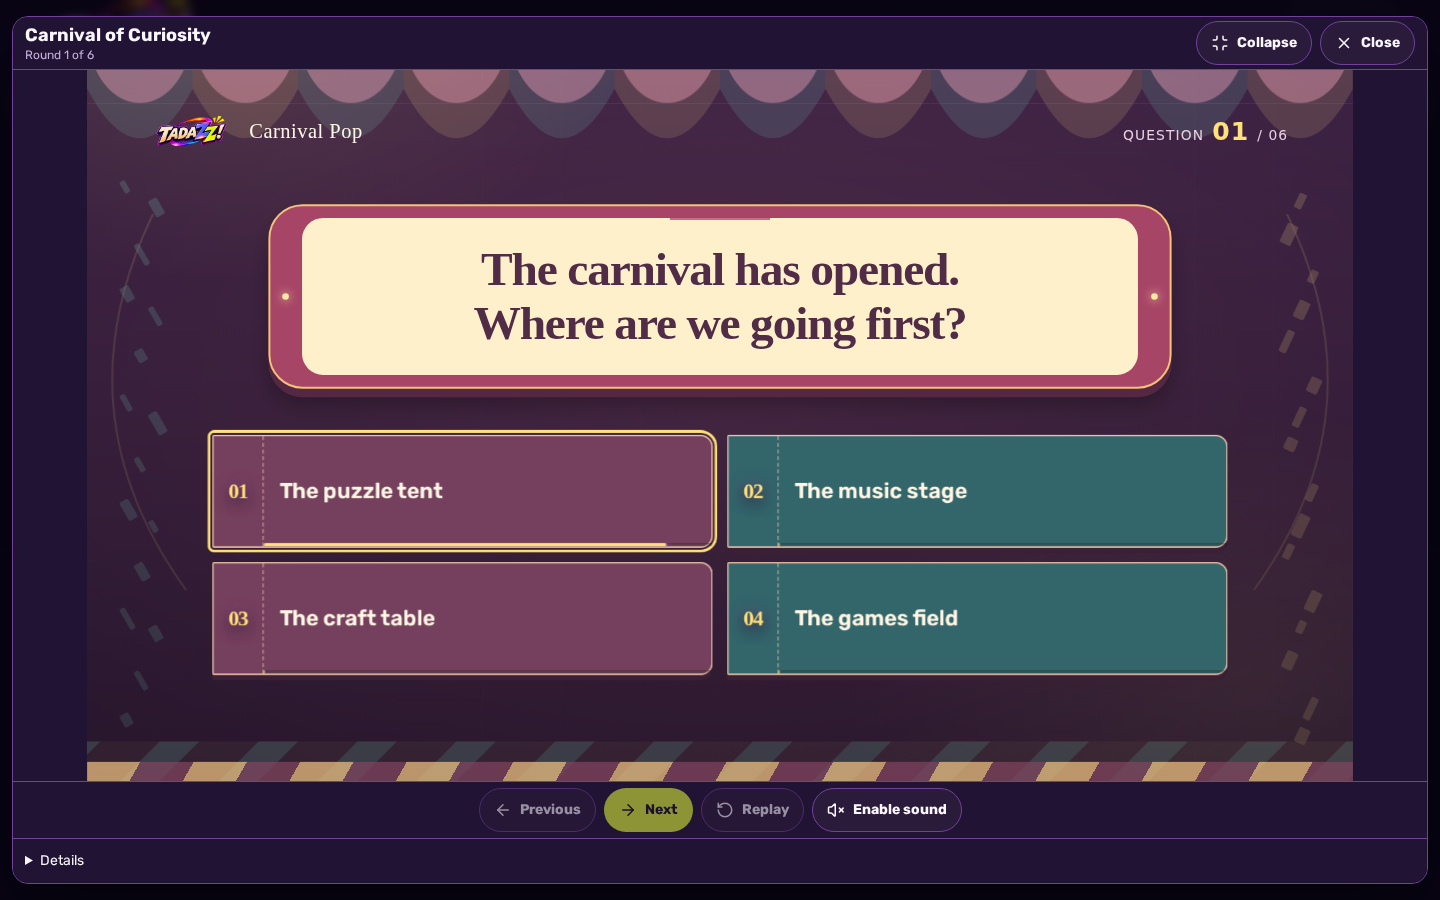 Carnival of Curiosity
Round 1 of 6
Collapse
Close
TADAZZ!
Carnival Pop
QUESTION 01 / 06
The carnival has opened.
Where are we going first?
01 The puzzle tent
02 The music stage
03 The craft table
04 The games field
Previous
Next
Replay
Enable sound
Details